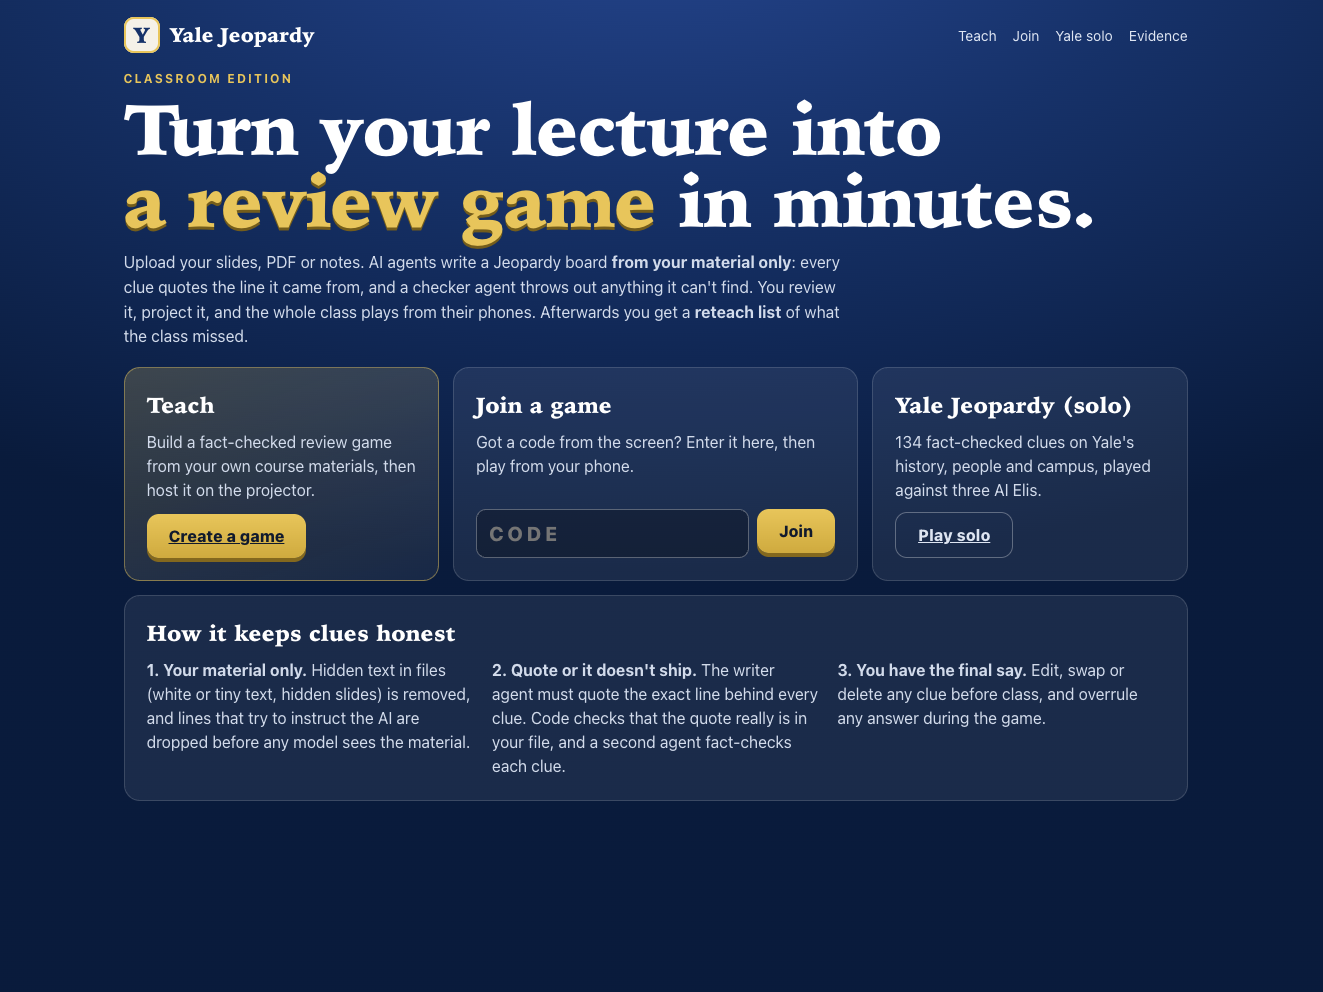 Y Yale Jeopardy
Teach Join Yale solo Evidence
CLASSROOM EDITION
Turn your lecture into
a review game in minutes.
Upload your slides, PDF or notes. AI agents write a Jeopardy board from your material only: every
clue quotes the line it came from, and a checker agent throws out anything it can't find. You review
it, project it, and the whole class plays from their phones. Afterwards you get a reteach list of what
the class missed.
Teach
Build a fact-checked review game
from your own course materials, then
host it on the projector.
Create a game
Join a game
Got a code from the screen? Enter it here, then
play from your phone.
CODE
Join
Yale Jeopardy (solo)
134 fact-checked clues on Yale's
history, people and campus, played
against three AI Elis.
Play solo
How it keeps clues honest
1. Your material only. Hidden text in files
(white or tiny text, hidden slides) is removed,
and lines that try to instruct the AI are
dropped before any model sees the material.
2. Quote or it doesn't ship. The writer
agent must quote the exact line behind every
clue. Code checks that the quote really is in
your file, and a second agent fact-checks
each clue.
3. You have the final say. Edit, swap or
delete any clue before class, and overrule
any answer during the game.